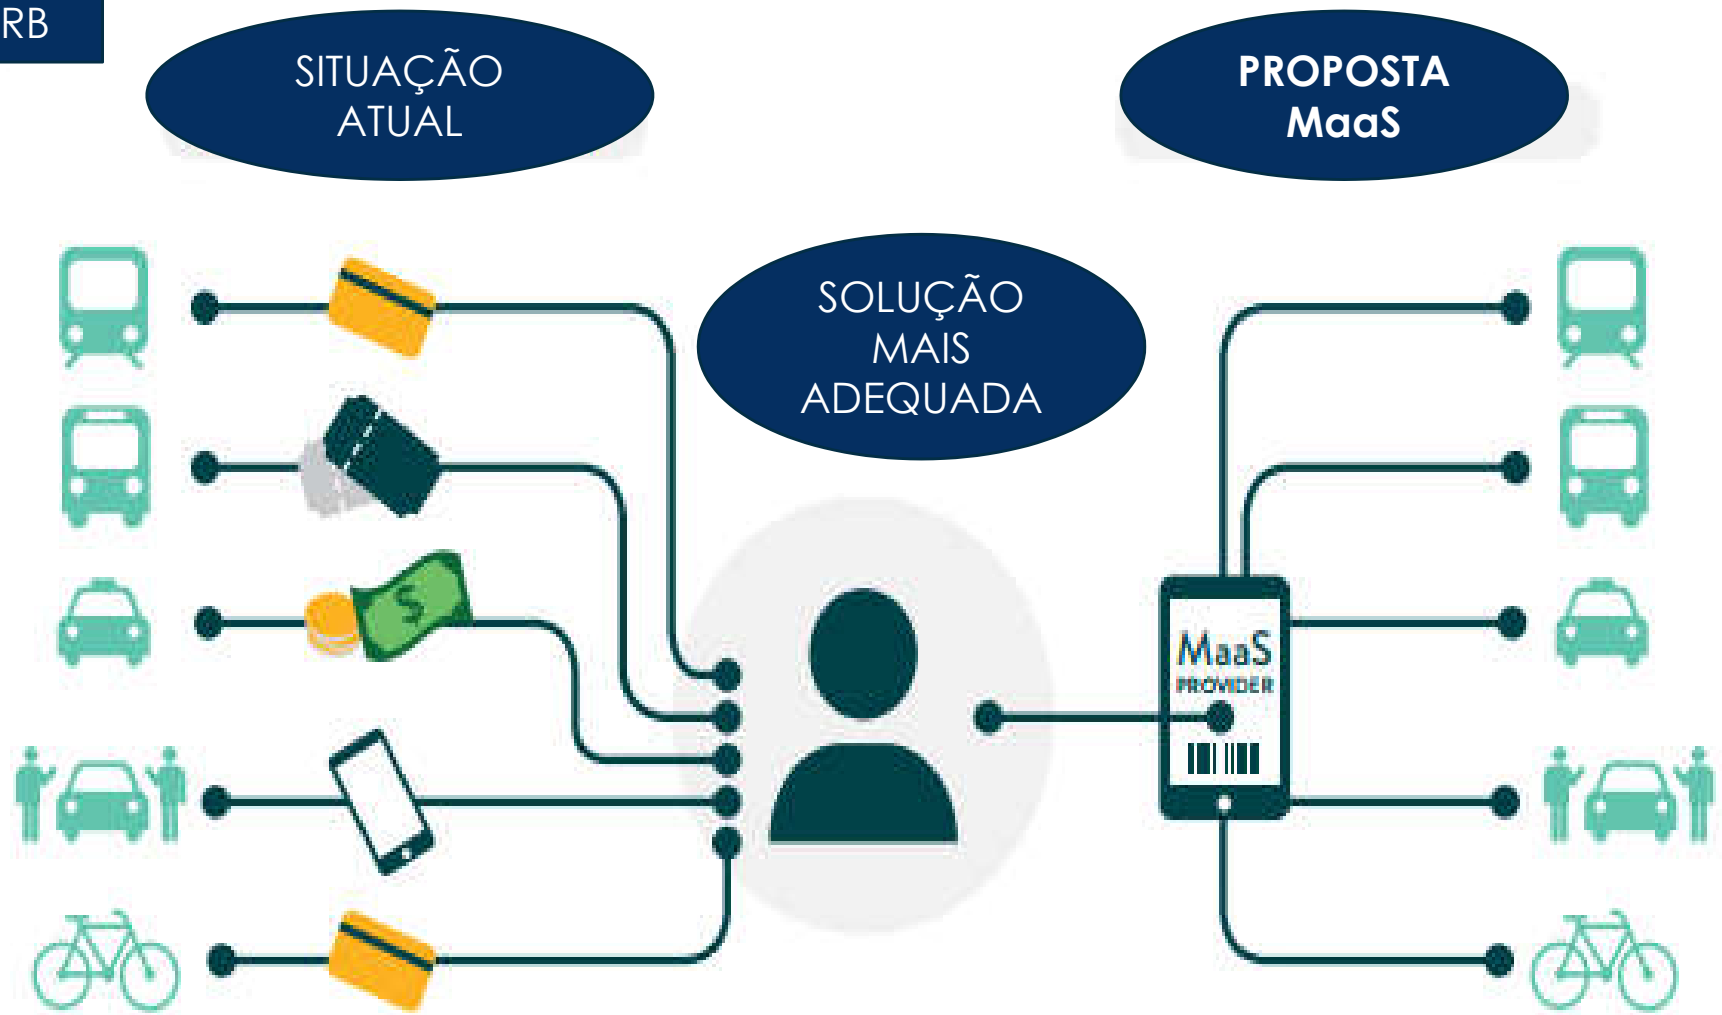 RB
SITUAÇÃO
ATUAL
PROPOSTA
MaaS
SOLUÇÃO
MAIS
ADEQUADA
$
MaaS
PROVIDER